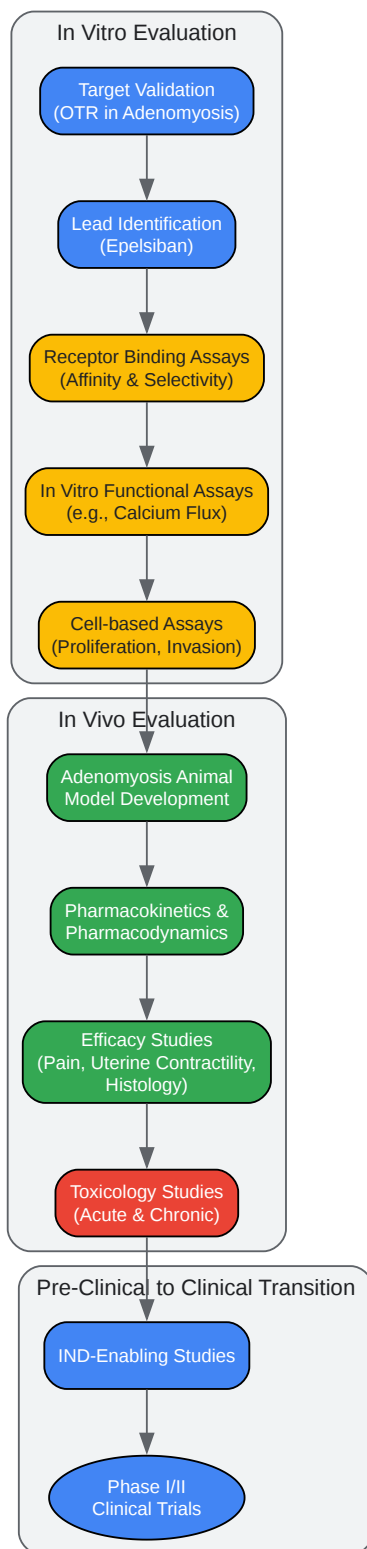 In Vitro Evaluation
Target Validation
(OTR in Adenomyosis)
Lead Identification
(Epelsiban)
Receptor Binding Assays
(Affinity & Selectivity)
In Vitro Functional Assays
(e.g., Calcium Flux)
Cell-based Assays
(Proliferation, Invasion)
In Vivo Evaluation
Adenomyosis Animal
Model Development
Pharmacokinetics &
Pharmacodynamics
Efficacy Studies
(Pain, Uterine Contractility,
Histology)
Toxicology Studies
(Acute & Chronic)
Pre-Clinical to Clinical Transition
IND-Enabling Studies
Phase I/II
Clinical Trials